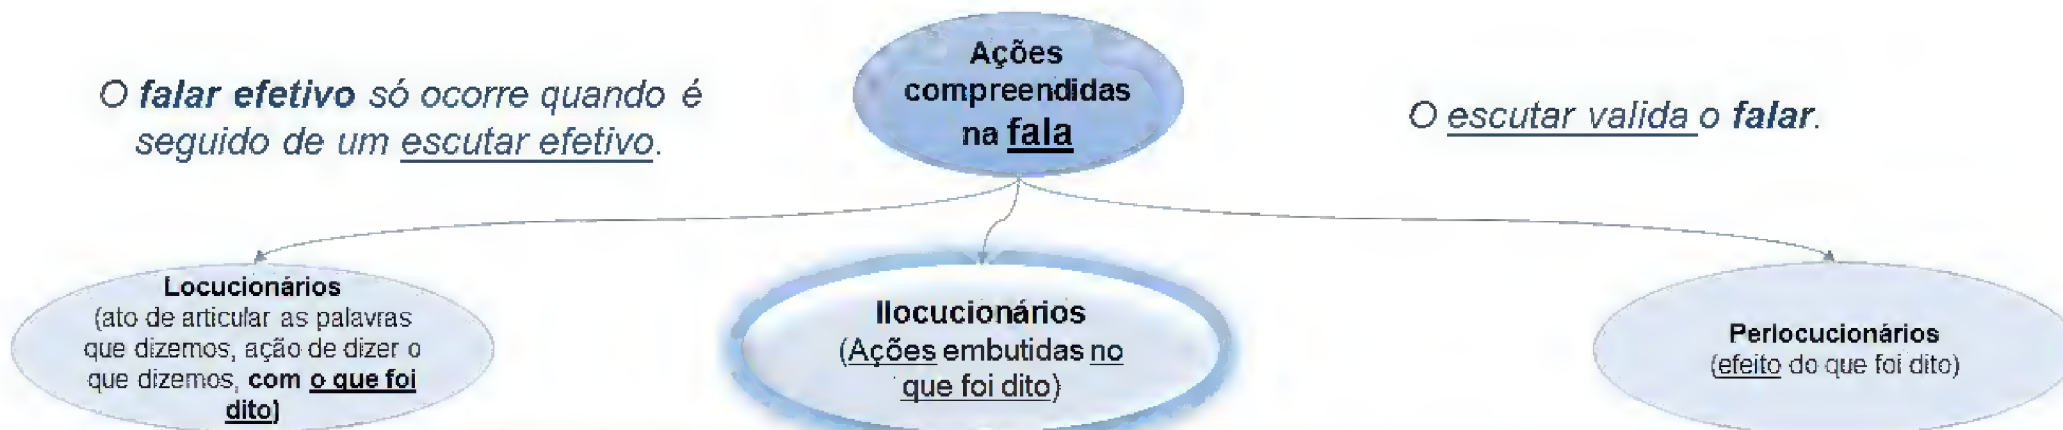 Ações
compreendidas
na fala
O falar efetivo só ocorre quando é
seguido de um escutar efetivo.
O escutar valida o falar.
Locucionários
(ato de articular as palavras
que dizemos, ação de dizer o
que dizemos, com o que foi
dito)
Ilocucionários
(Ações embutidas no
que foi dito)
Perlocucionários
(efeito do que foi dito)